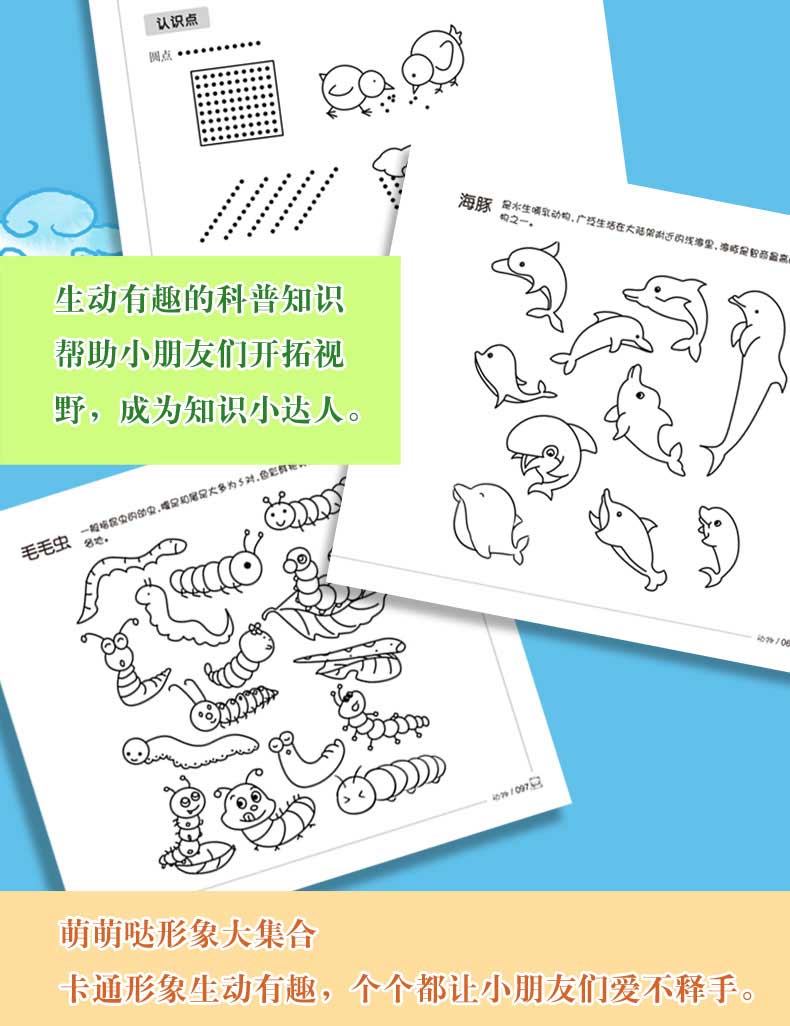 认识点
圆点
海豚
是水生哺乳动物，广泛生活在大陆架附近的浅海里，海豚是智商最高
物之一。
生动有趣的科普知识
帮助小朋友们开拓视
野，成为知识小达人。
毛毛虫
一般指昆虫的幼虫，腹足和尾足大多为5对，色彩鲜艳
各地。
动物/06
动物/097
萌萌哒形象大集合
卡通形象生动有趣，个个都让小朋友们爱不释手。